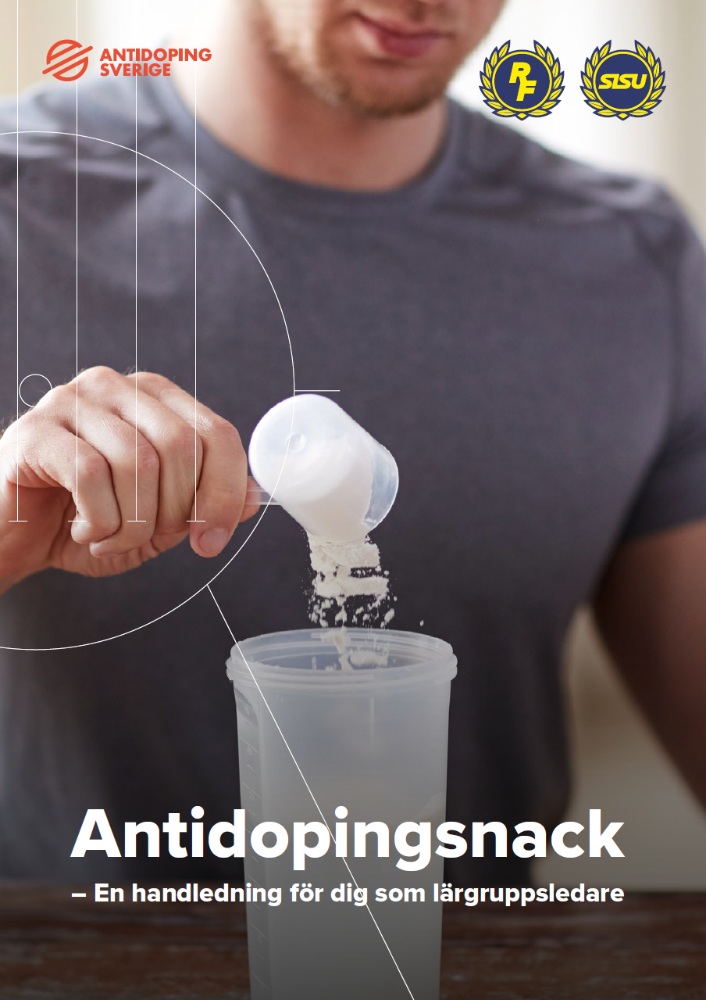 ANTIDOPING
SVERIGE
RF
SISU
Antidopingsnack
– En handledning för dig som lärgruppsledare